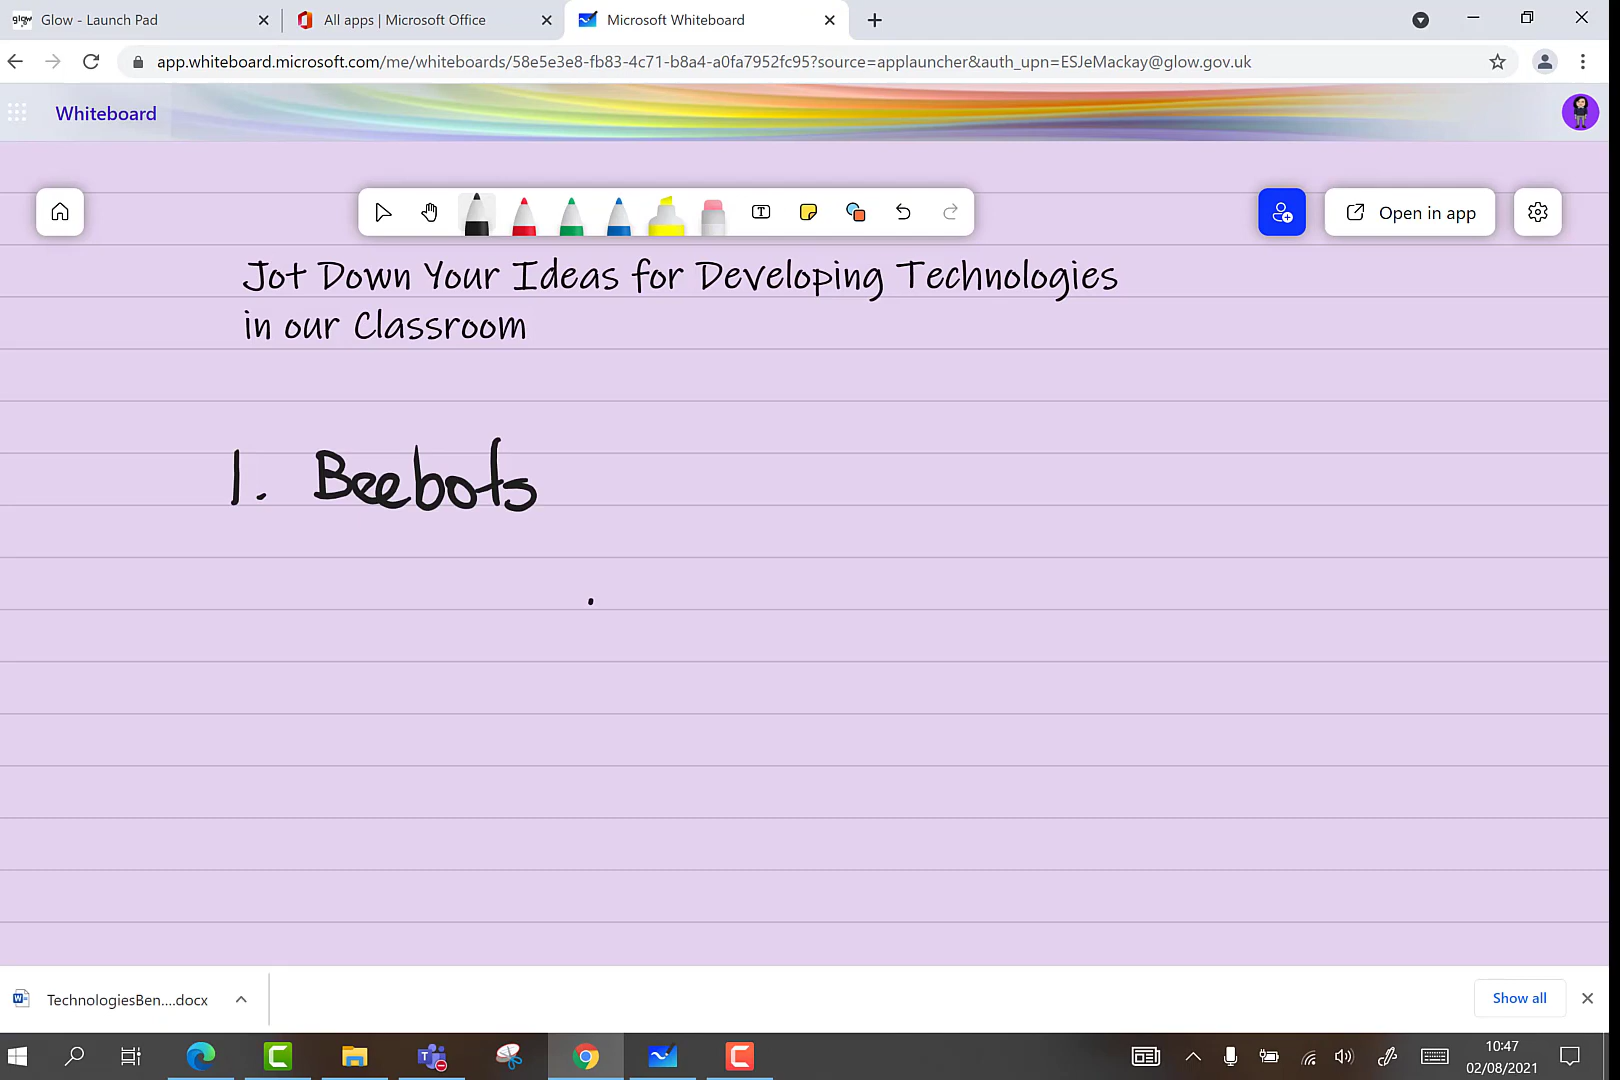 glow Glow - Launch Pad All apps | Microsoft Office Microsoft Whiteboard
app.whiteboard.microsoft.com/me/whiteboards/58e5e3e8-fb83-4c71-b8a4-a0fa7952fc95?source=applauncher&auth_upn=ESJeMackay@glow.gov.uk
Whiteboard
Open in app
Jot Down Your Ideas for Developing Technologies
in our Classroom
1. Beebots
TechnologiesBen....docx Show all
10:47
02/08/2021